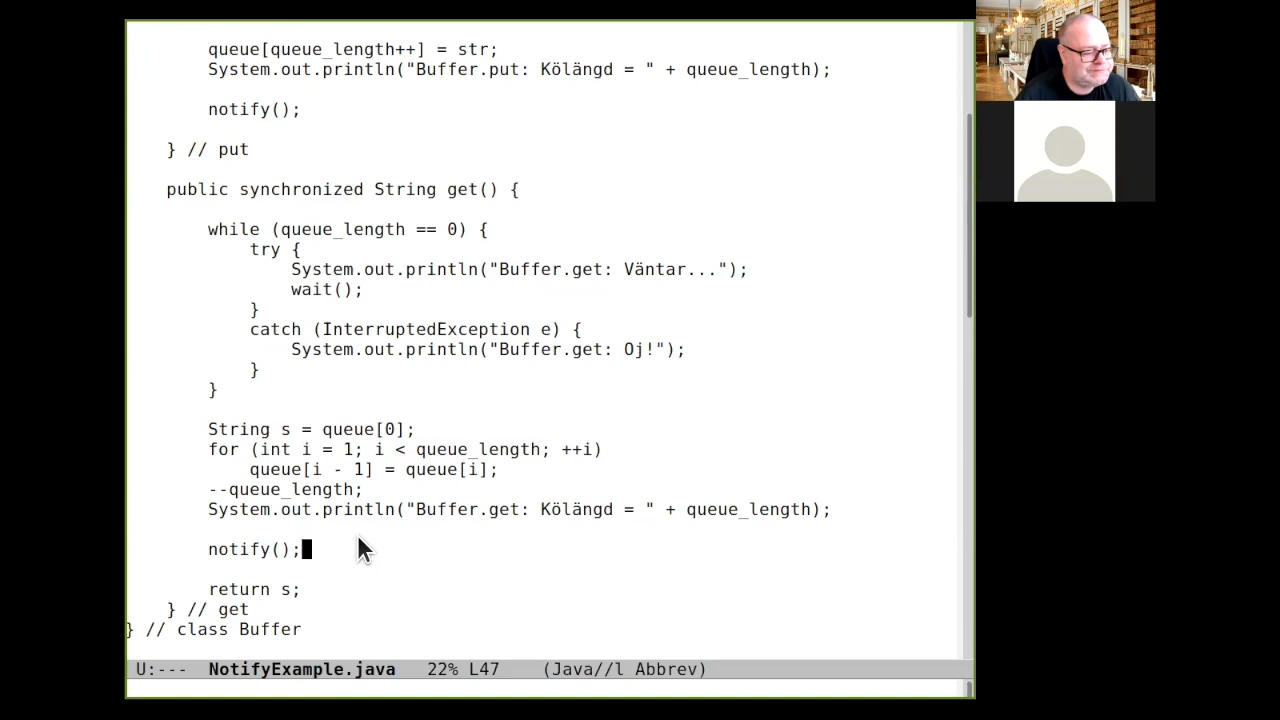 queue[queue_length++] = str;
System.out.println("Buffer.put: Kölängd = " + queue_length);
notify();
} // put
public synchronized String get() {
while (queue_length == 0) {
try {
System.out.println("Buffer.get: Väntar...");
wait();
}
catch (InterruptedException e) {
System.out.println("Buffer.get: Oj!");
}
}
String s = queue[0];
for (int i = 1; i < queue_length; ++i)
queue[i - 1] = queue[i];
--queue_length;
System.out.println("Buffer.get: Kölängd = " + queue_length);
notify();
return s;
} // get
} // class Buffer
U:---  NotifyExample.java   22% L47    (Java//l Abbrev)